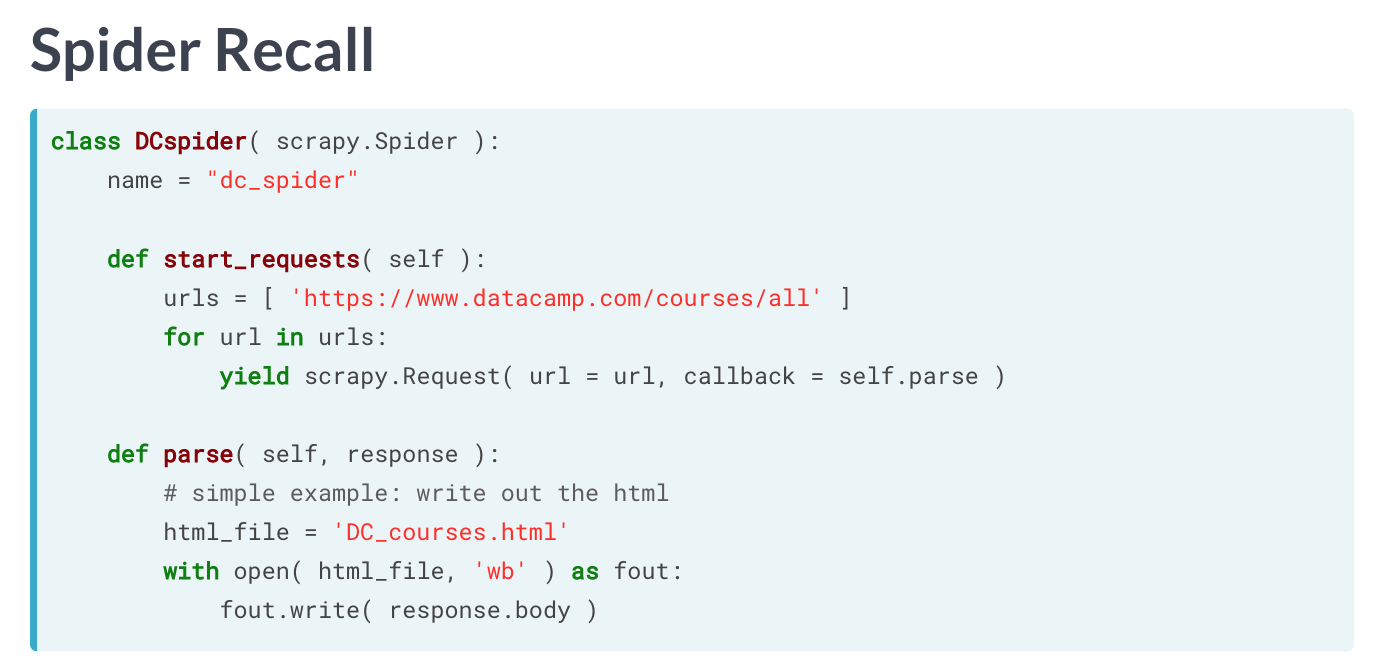 Spider Recall
class DCspider( scrapy.Spider ):
    name = "dc_spider"
    def start_requests( self ):
        urls = [ 'https://www.datacamp.com/courses/all' ]
        for url in urls:
            yield scrapy.Request( url = url, callback = self.parse )
    def parse( self, response ):
        # simple example: write out the html
        html_file = 'DC_courses.html'
        with open( html_file, 'wb' ) as fout:
            fout.write( response.body )